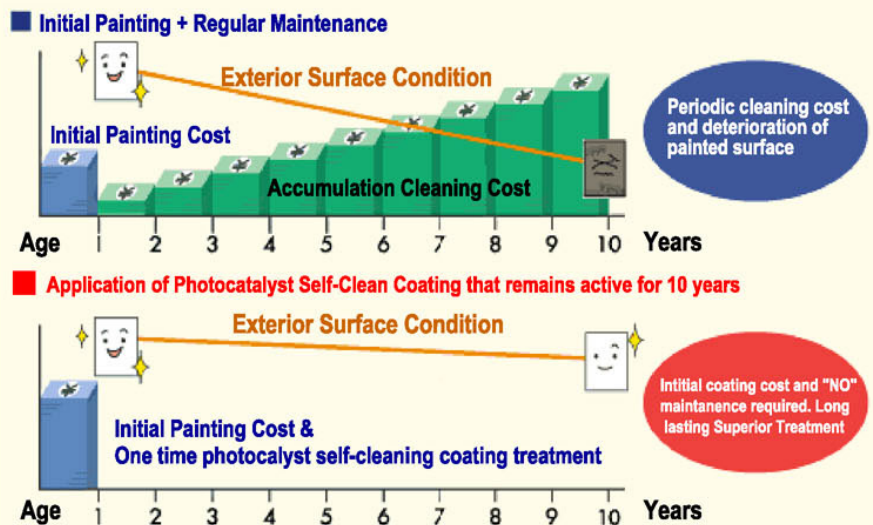 Initial Painting + Regular Maintenance
Exterior Surface Condition
Initial Painting Cost
Accumulation Cleaning Cost
Periodic cleaning cost
and deterioration of
painted surface
Age 1 2 3 4 5 6 7 8 9 10 Years
Application of Photocatalyst Self-Clean Coating that remains active for 10 years
Exterior Surface Condition
Intitial coating cost and "NO"
maintanence required. Long
lasting Superior Treatment
Initial Painting Cost &
One time photocalyst self-cleaning coating treatment
Age 1 2 3 4 5 6 7 8 9 10 Years